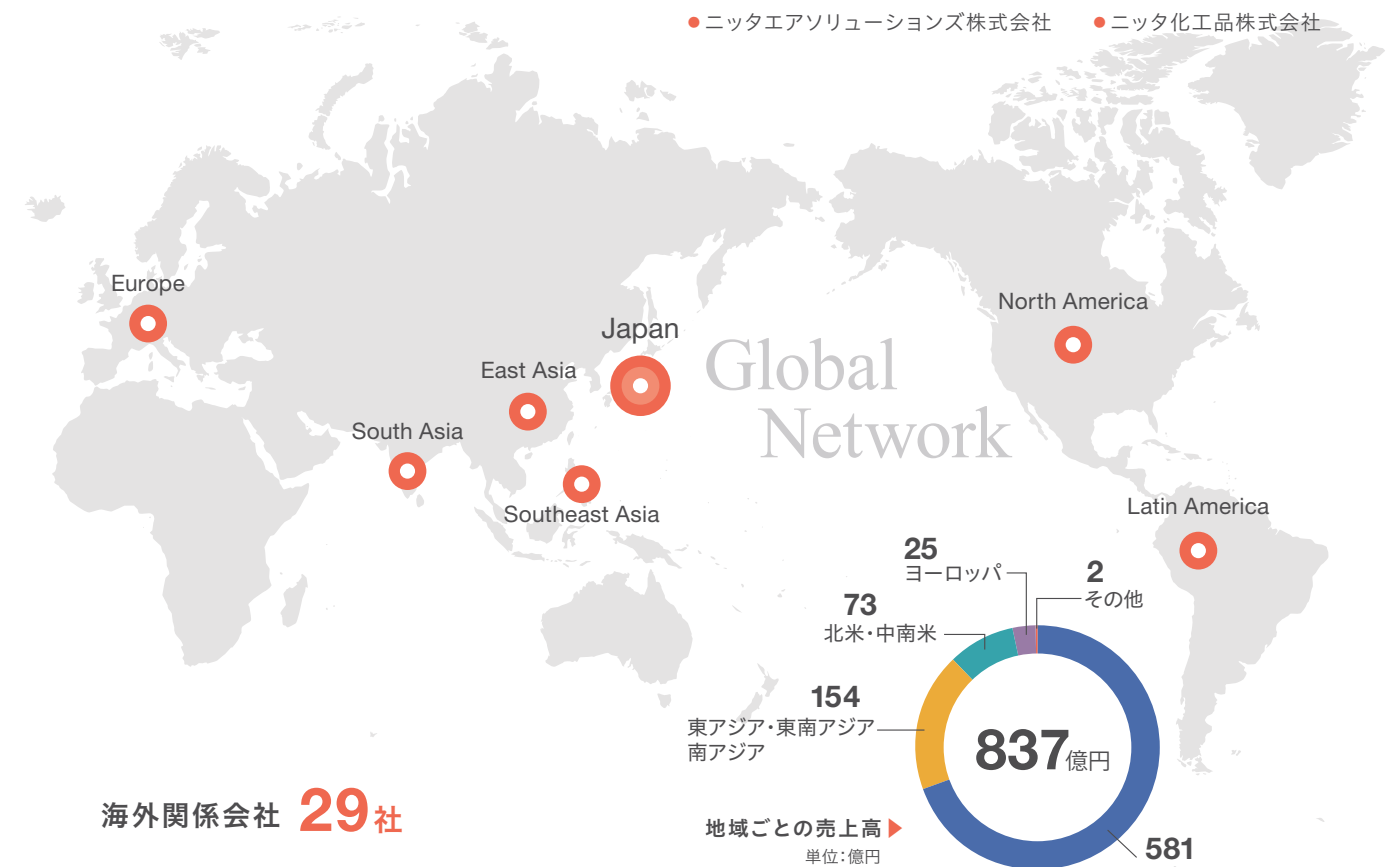 ●ニッタエアソリューションズ株式会社
●ニッタ化工品株式会社
Europe
Japan
East Asia
South Asia
Southeast Asia
Global
Network
North America
Latin America
25
ヨーロッパ
2
その他
73
北米・中南米
154
東アジア・東南アジア
南アジア
837億円
海外関係会社 29社
地域ごとの売上高▶
単位:億円
581